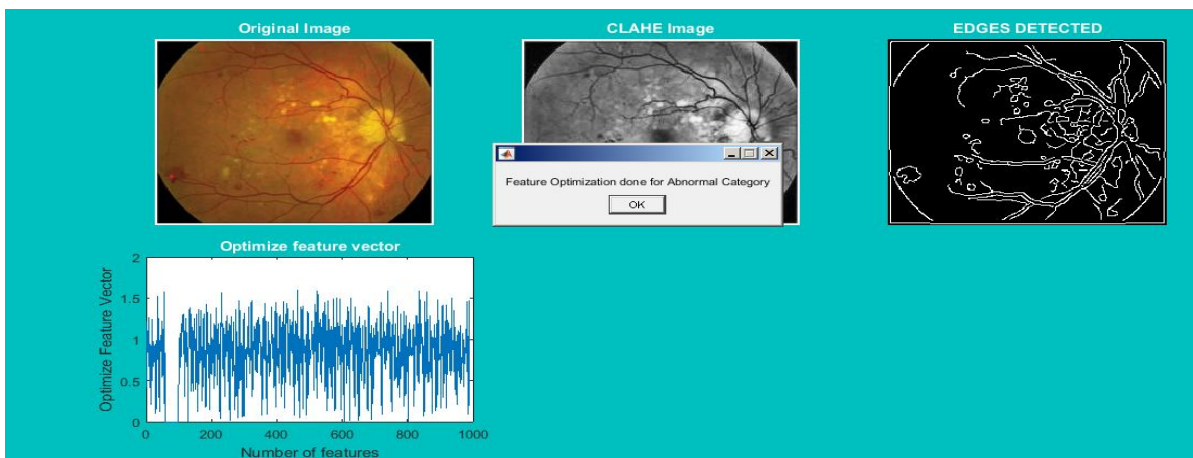 Original Image
CLAHE Image
EDGES DETECTED
Feature Optimization done for Abnormal Category
OK
Optimize feature vector
Optimize Feature Vector
2
1.5
1
0.5
0
0 200 400 600 800 1000
Number of features